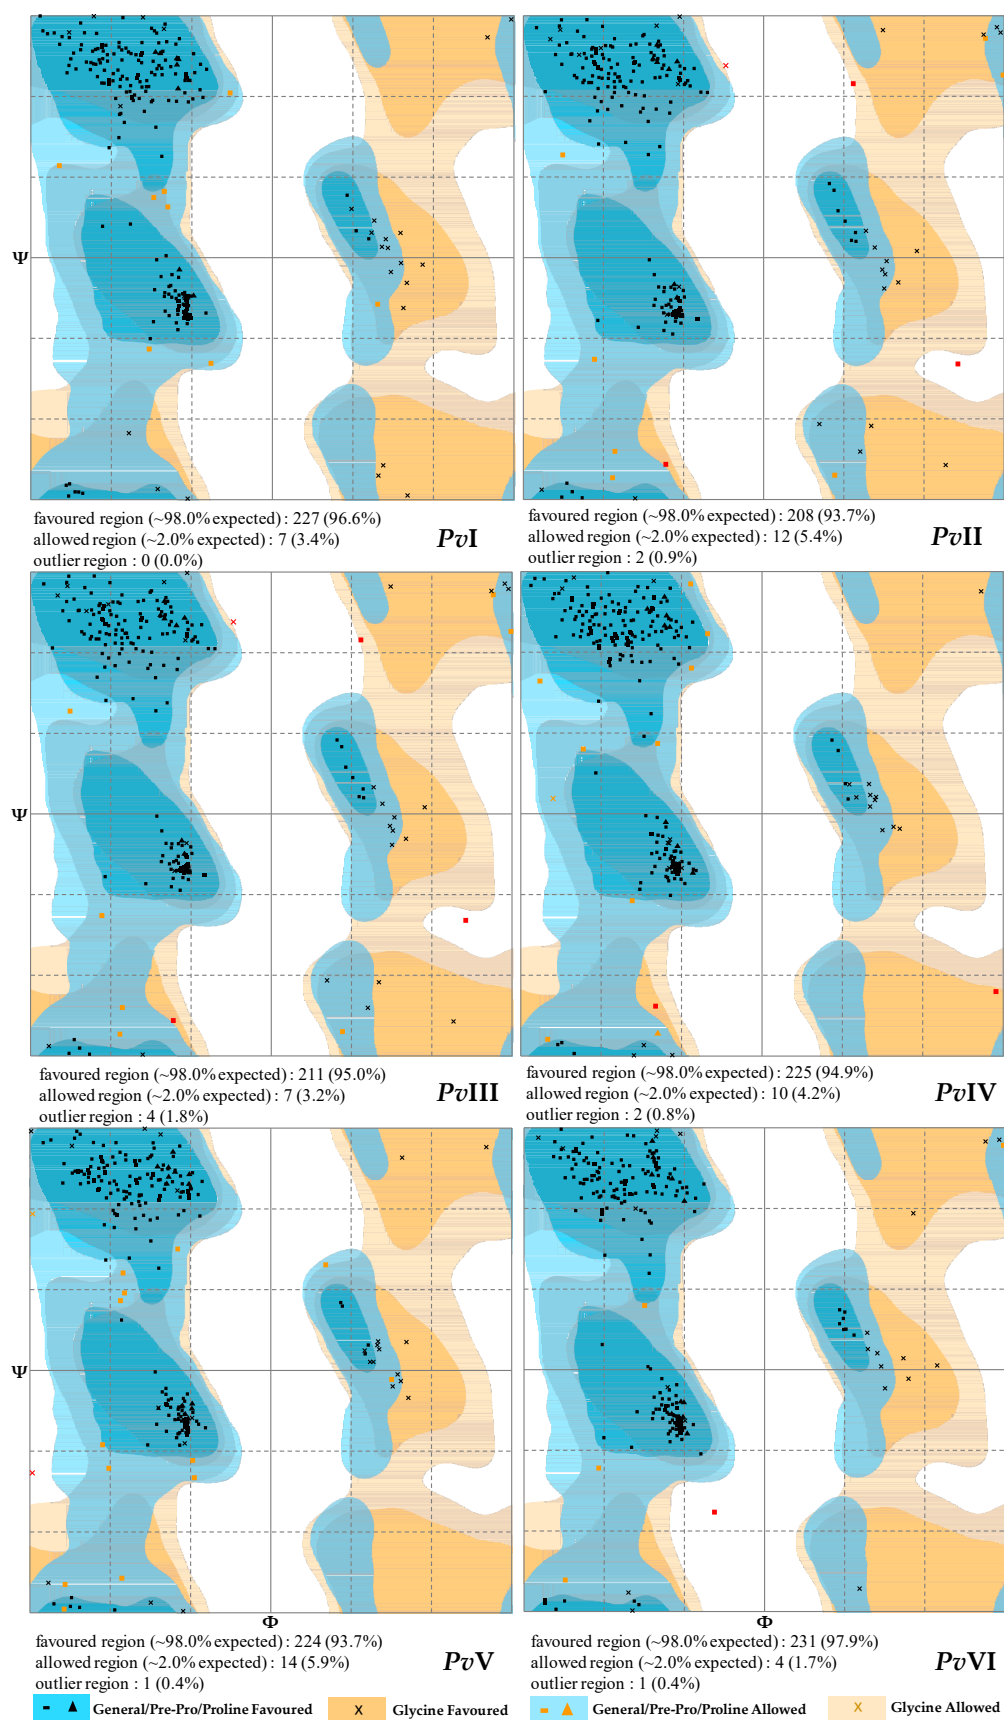 Ψ
favoured region (~98.0% expected) : 227 (96.6%)
allowed region (~2.0% expected) : 7 (3.4%)
outlier region : 0 (0.0%)
PvI
favoured region (~98.0% expected) : 208 (93.7%)
allowed region (~2.0% expected) : 12 (5.4%)
outlier region : 2 (0.9%)
PvII
Ψ
favoured region (~98.0% expected) : 211 (95.0%)
allowed region (~2.0% expected) : 7 (3.2%)
outlier region : 4 (1.8%)
PvIII
favoured region (~98.0% expected) : 225 (94.9%)
allowed region (~2.0% expected) : 10 (4.2%)
outlier region : 2 (0.8%)
PvIV
Ψ
Φ
favoured region (~98.0% expected) : 224 (93.7%)
allowed region (~2.0% expected) : 14 (5.9%)
outlier region : 1 (0.4%)
PvV
Φ
favoured region (~98.0% expected) : 231 (97.9%)
allowed region (~2.0% expected) : 4 (1.7%)
outlier region : 1 (0.4%)
PvVI
General/Pre-Pro/Proline Favoured
Glycine Favoured
General/Pre-Pro/Proline Allowed
Glycine Allowed